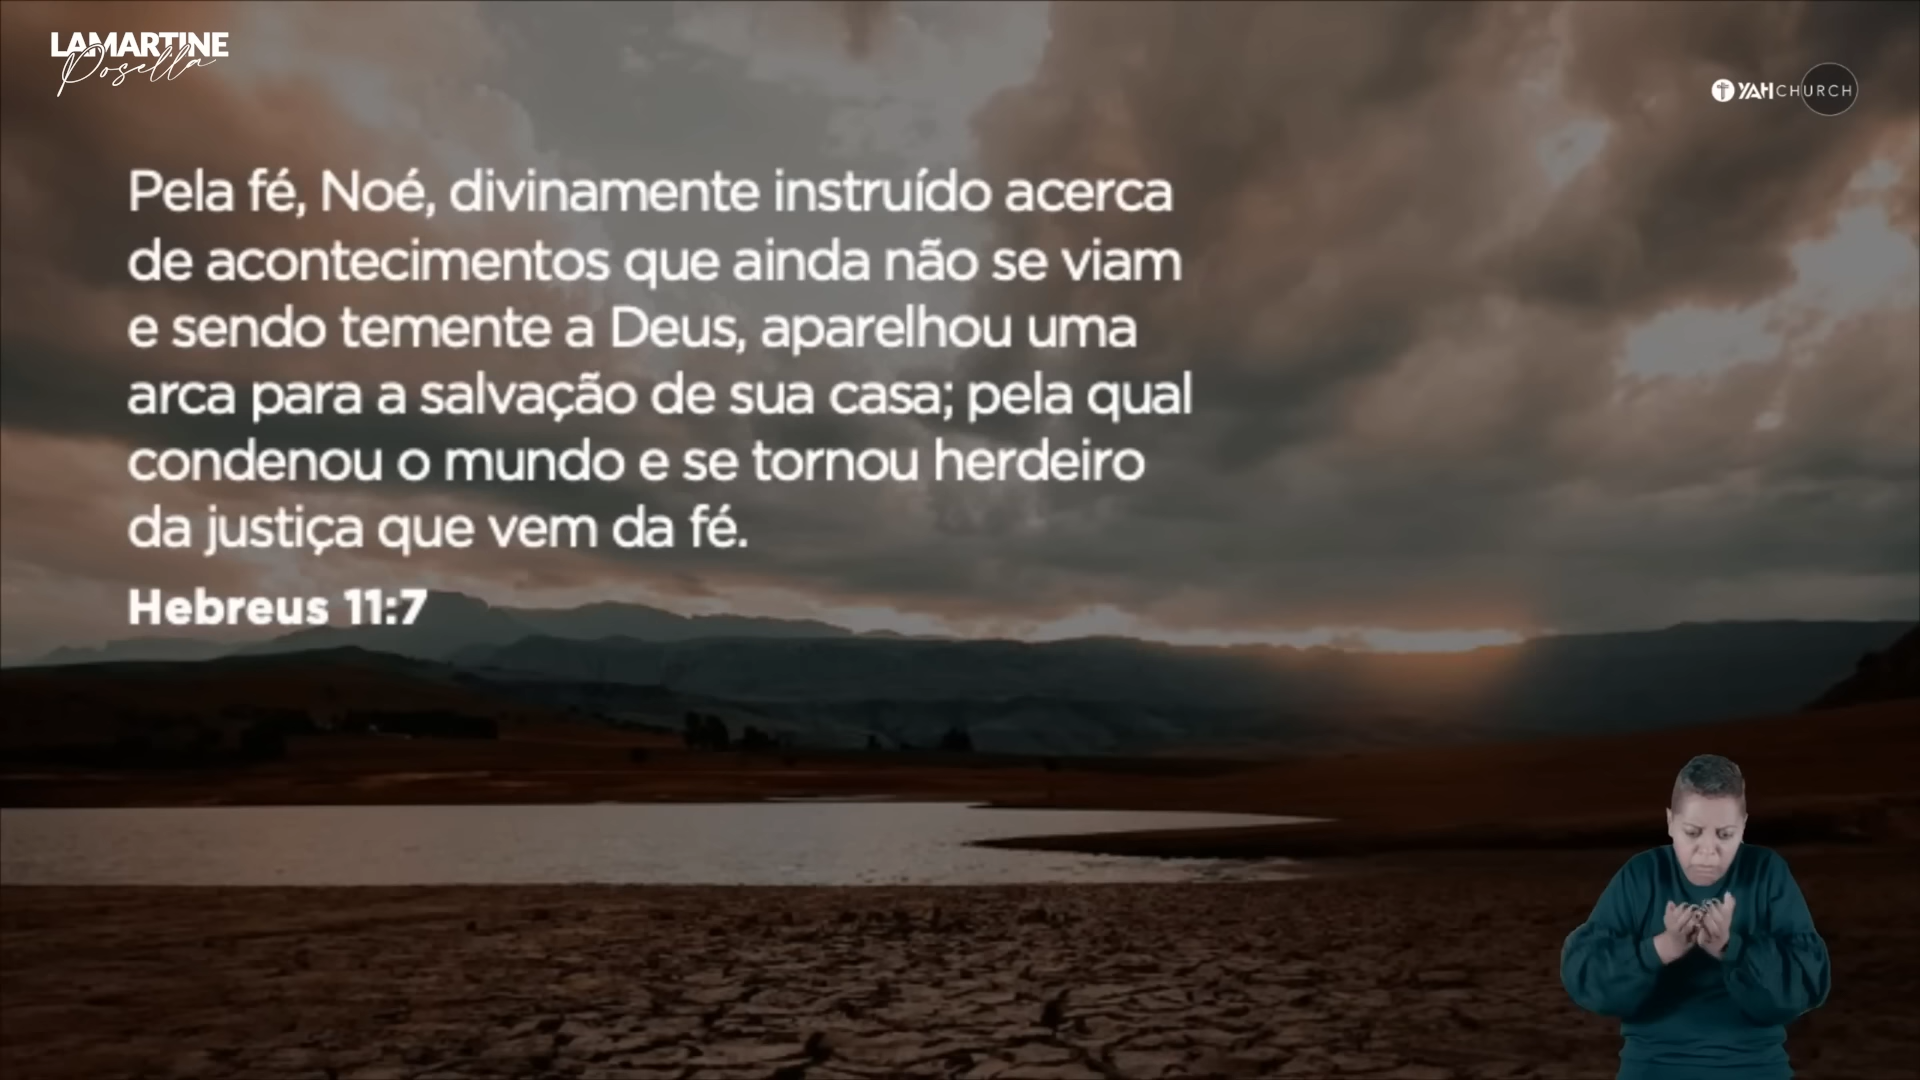 LAMARTINE
Posella
YAH CHURCH
Pela fé, Noé, divinamente instruído acerca
de acontecimentos que ainda não se viam
e sendo temente a Deus, aparelhou uma
arca para a salvação de sua casa; pela qual
condenou o mundo e se tornou herdeiro
da justiça que vem da fé.
Hebreus 11:7